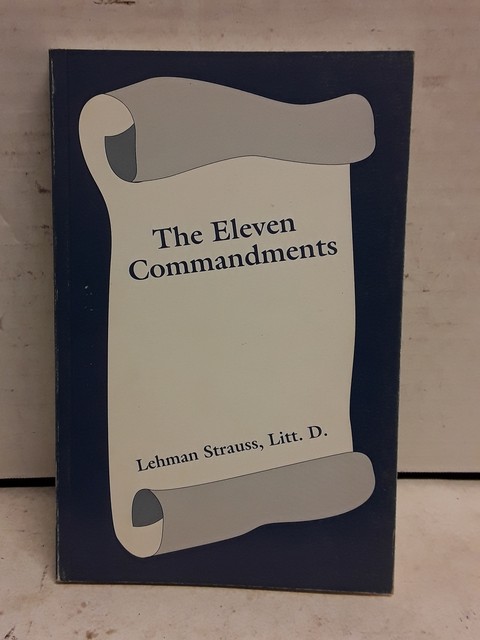 The Eleven
Commandments
Lehman Strauss, Litt. D.